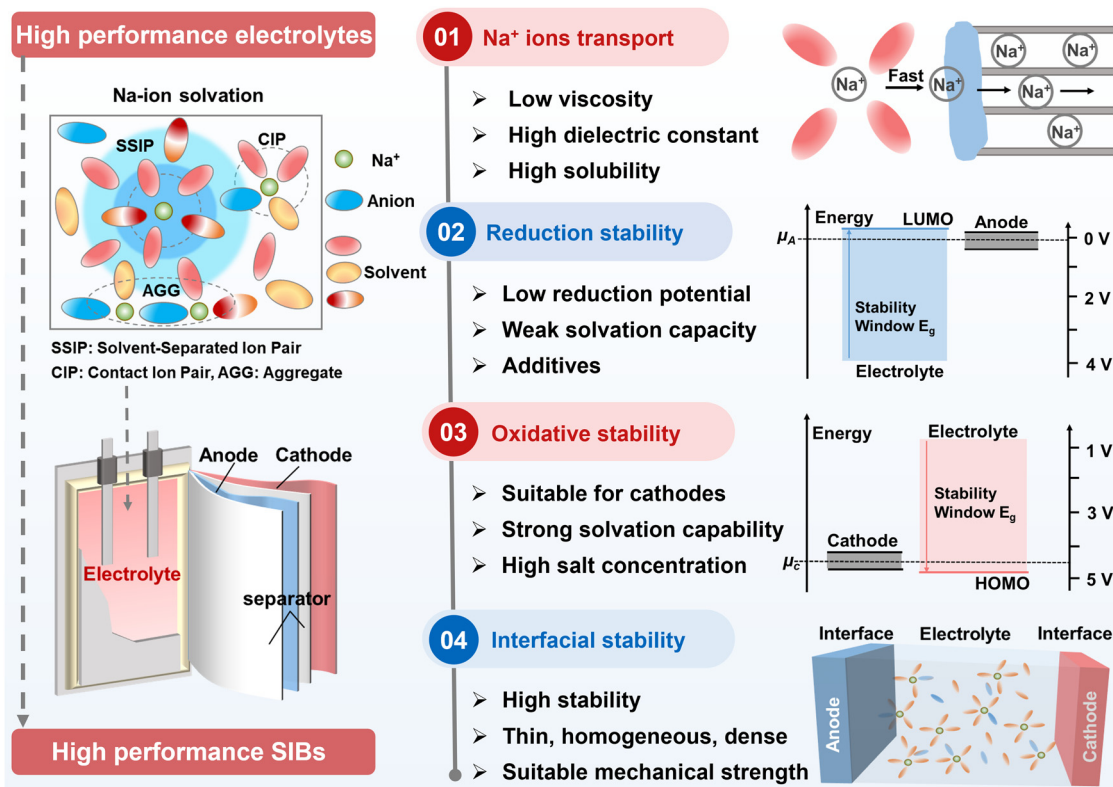 High performance electrolytes
Na-ion solvation
SSIP
CIP
AGG
Na⁺
Anion
Solvent
SSIP: Solvent-Separated Ion Pair
CIP: Contact Ion Pair, AGG: Aggregate
Anode
Cathode
Electrolyte
separator
High performance SIBs
01 Na⁺ ions transport
➢ Low viscosity
➢ High dielectric constant
➢ High solubility
Na⁺
Fast
Na⁺
Na⁺
Na⁺
Na⁺
Na⁺
02 Reduction stability
➢ Low reduction potential
➢ Weak solvation capacity
➢ Additives
Energy
LUMO
Anode
μA
0 V
2 V
4 V
Stability
Window Eg
Electrolyte
03 Oxidative stability
➢ Suitable for cathodes
➢ Strong solvation capability
➢ High salt concentration
Energy
Electrolyte
1 V
3 V
5 V
Stability
Window Eg
Cathode
μc
HOMO
04 Interfacial stability
➢ High stability
➢ Thin, homogeneous, dense
➢ Suitable mechanical strength
Interface
Electrolyte
Interface
Anode
Cathode